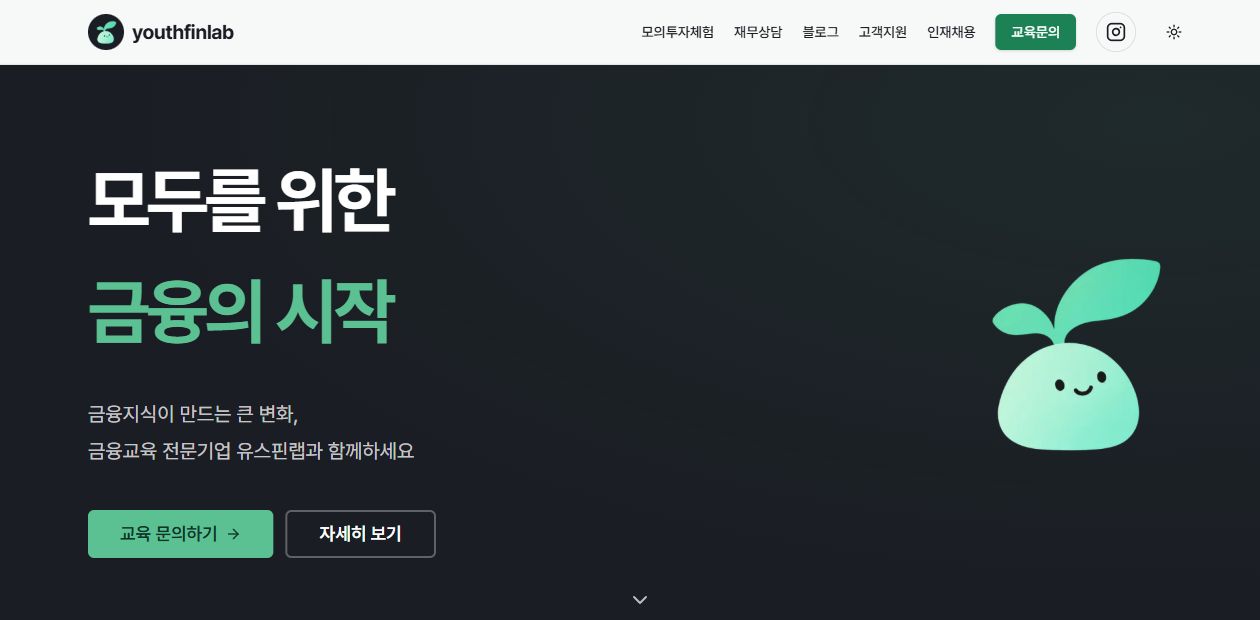 youthfinlab
모의투자체험
재무상담
블로그
고객지원
인재채용
교육문의
모두를 위한
금융의 시작
금융지식이 만드는 큰 변화,
금융교육 전문기업 유스핀랩과 함께하세요
교육 문의하기 →
자세히 보기